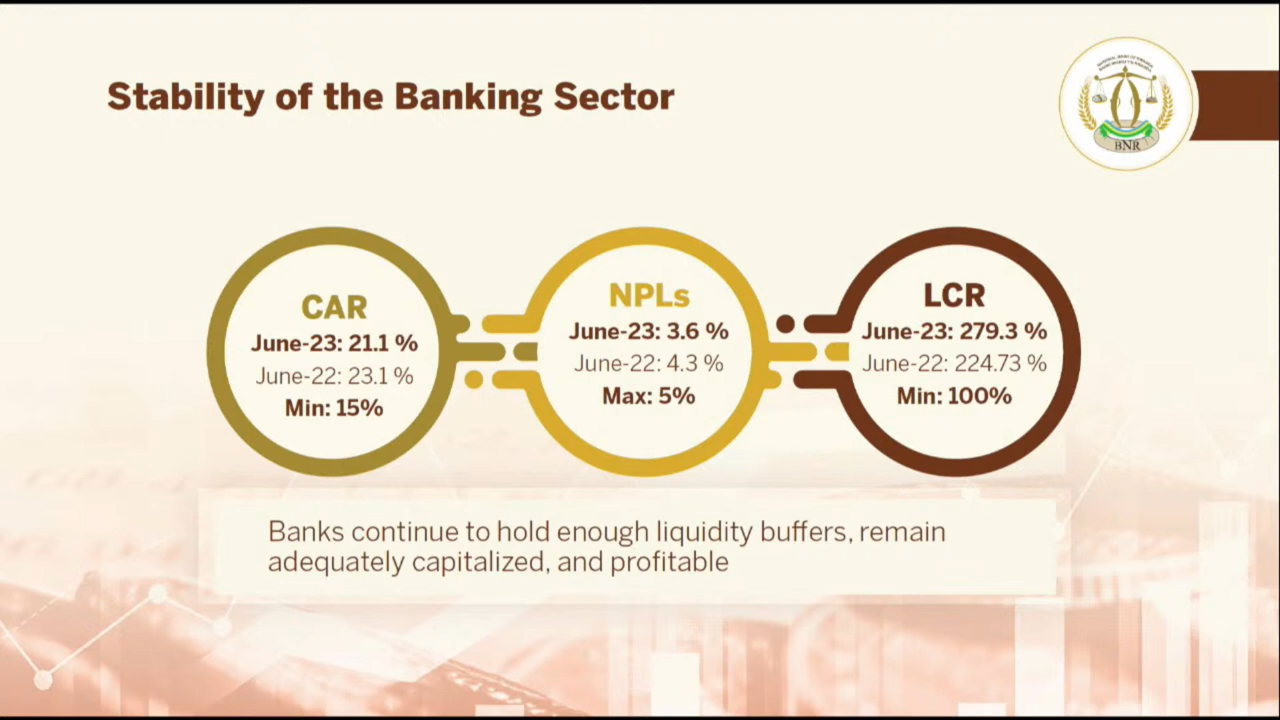 Stability of the Banking Sector
BNR
CAR
June-23: 21.1 %
June-22: 23.1 %
Min: 15%
NPLs
June-23: 3.6 %
June-22: 4.3 %
Max: 5%
LCR
June-23: 279.3 %
June-22: 224.73 %
Min: 100%
Banks continue to hold enough liquidity buffers, remain
adequately capitalized, and profitable